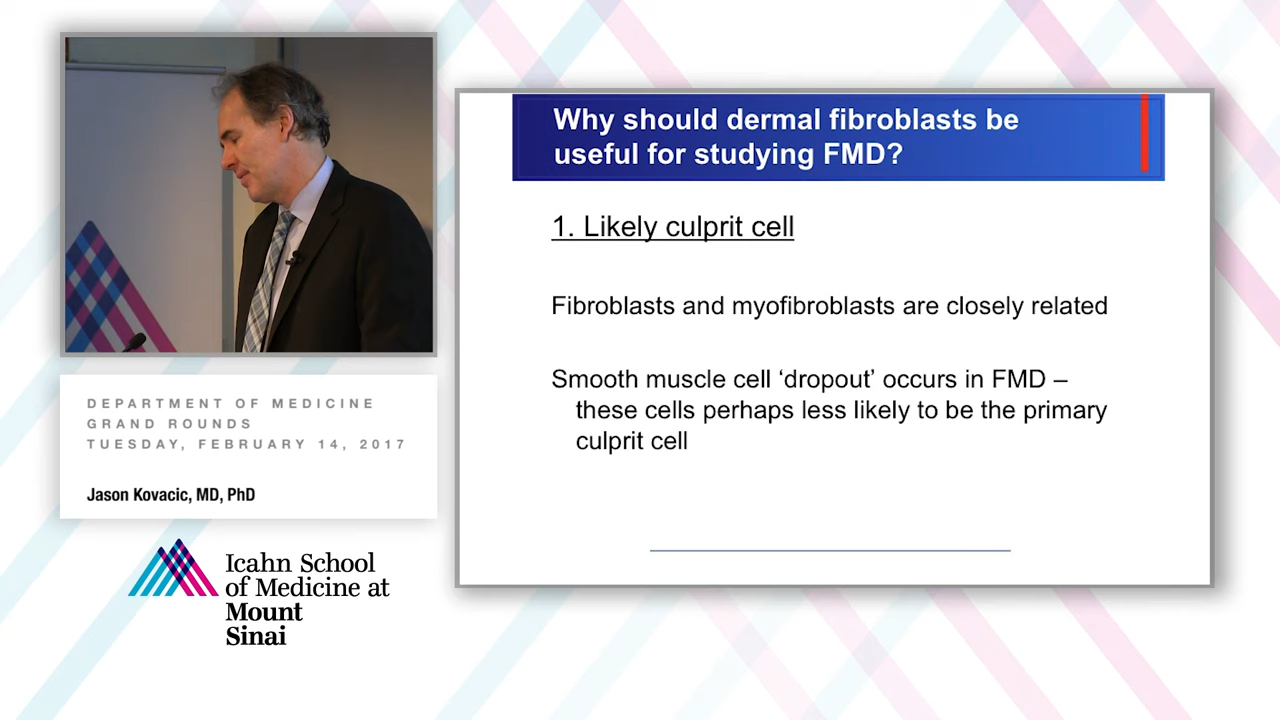 Why should dermal fibroblasts be
useful for studying FMD?
1. Likely culprit cell
Fibroblasts and myofibroblasts are closely related
Smooth muscle cell ‘dropout’ occurs in FMD –
these cells perhaps less likely to be the primary
culprit cell
DEPARTMENT OF MEDICINE
GRAND ROUNDS
TUESDAY, FEBRUARY 14, 2017
Jason Kovacic, MD, PhD
Icahn School
of Medicine at
Mount
Sinai